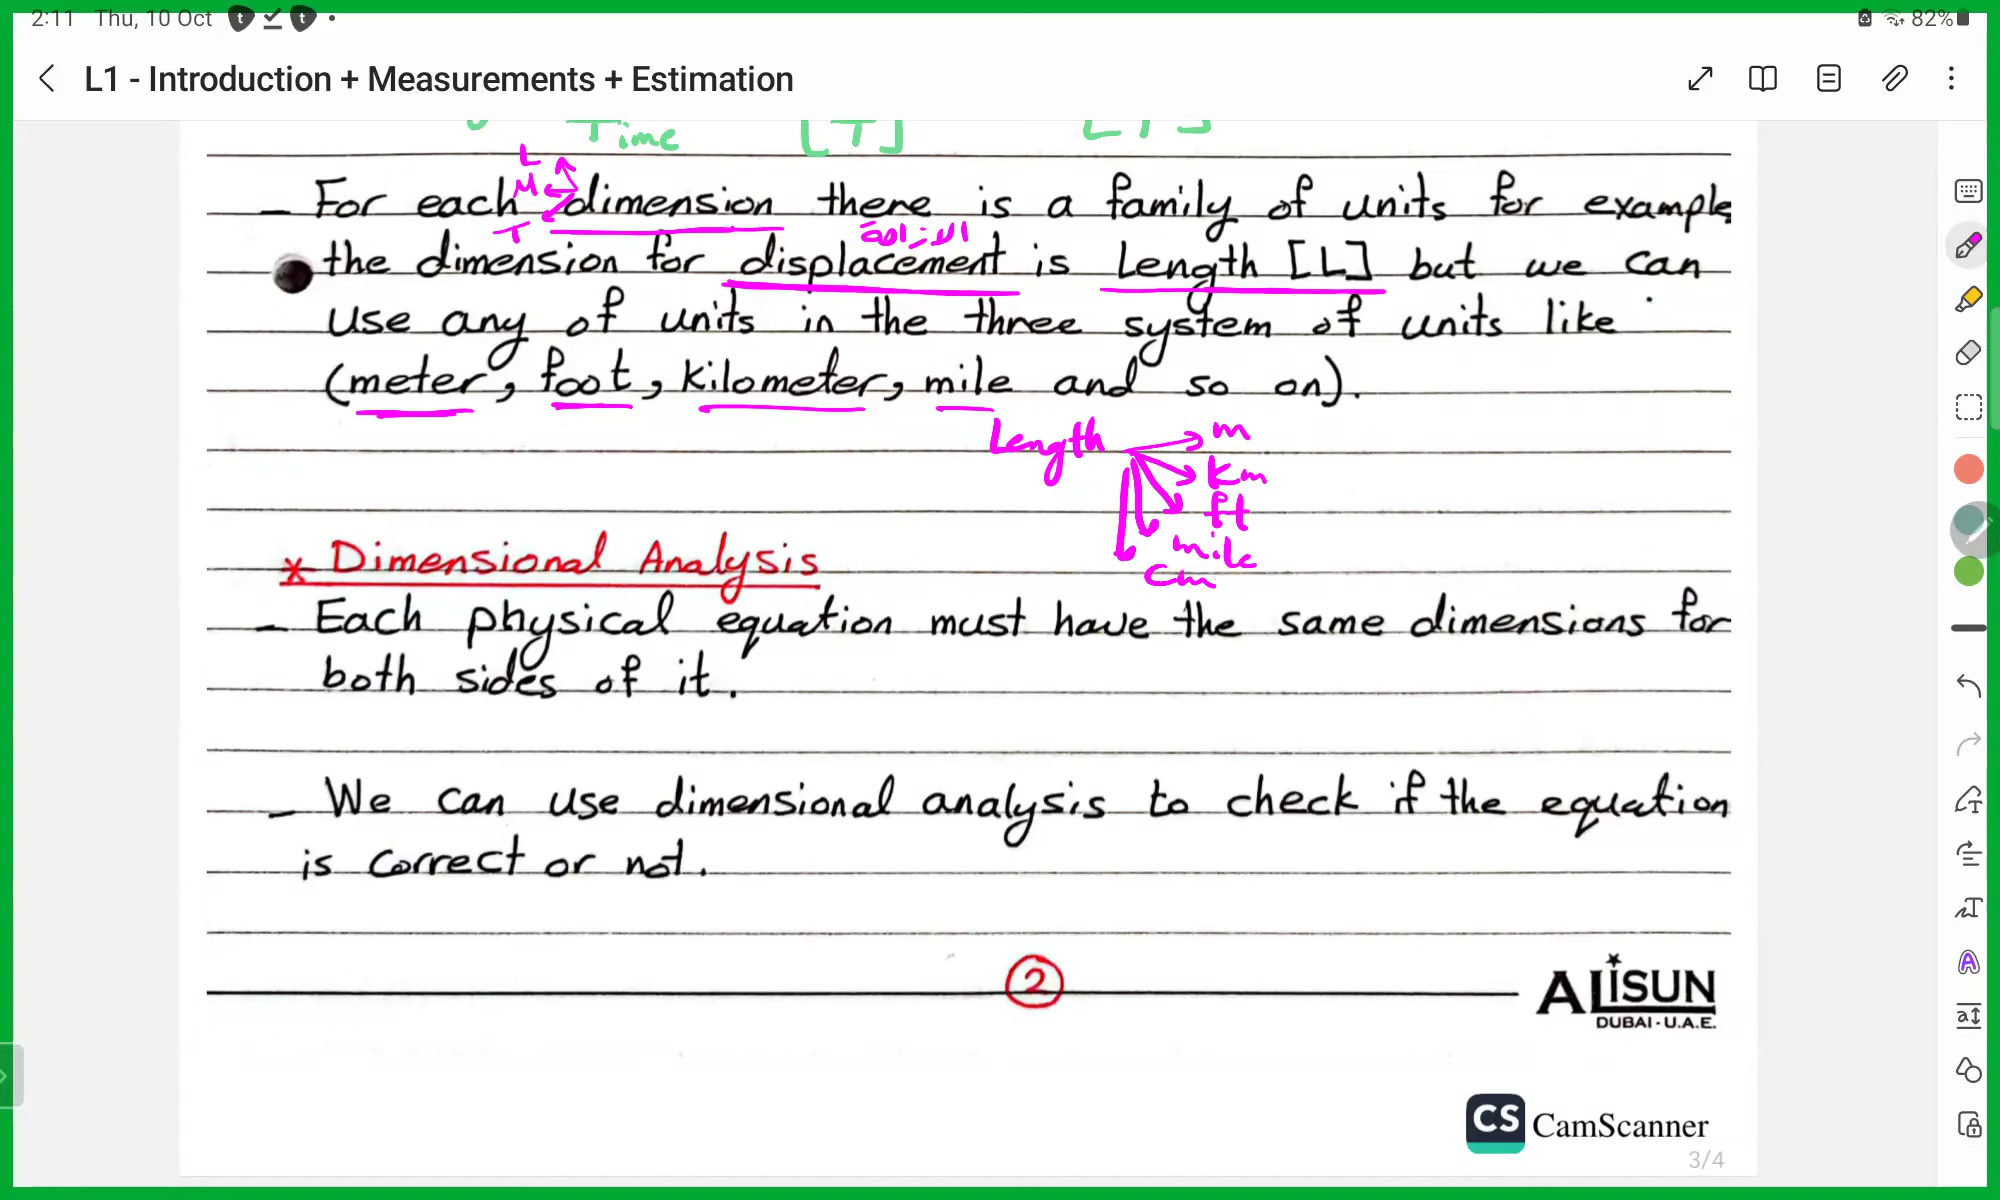 2:11 Thu, 10 Oct t t • 82%
L1 - Introduction + Measurements + Estimation
Time [T] [T]
L
M
T
- For each dimension there is a family of units for example
الازاحة
the dimension for displacement is Length [L] but we can
use any of units in the three system of units like
(meter, foot, kilometer, mile and so on).
Length m
km
ft
mile
cm
* Dimensional Analysis
- Each physical equation must have the same dimensions for
both sides of it.
- We can use dimensional analysis to check if the equation
is correct or not.
2
ALISUN
DUBAI - U.A.E.
CS CamScanner
3/4